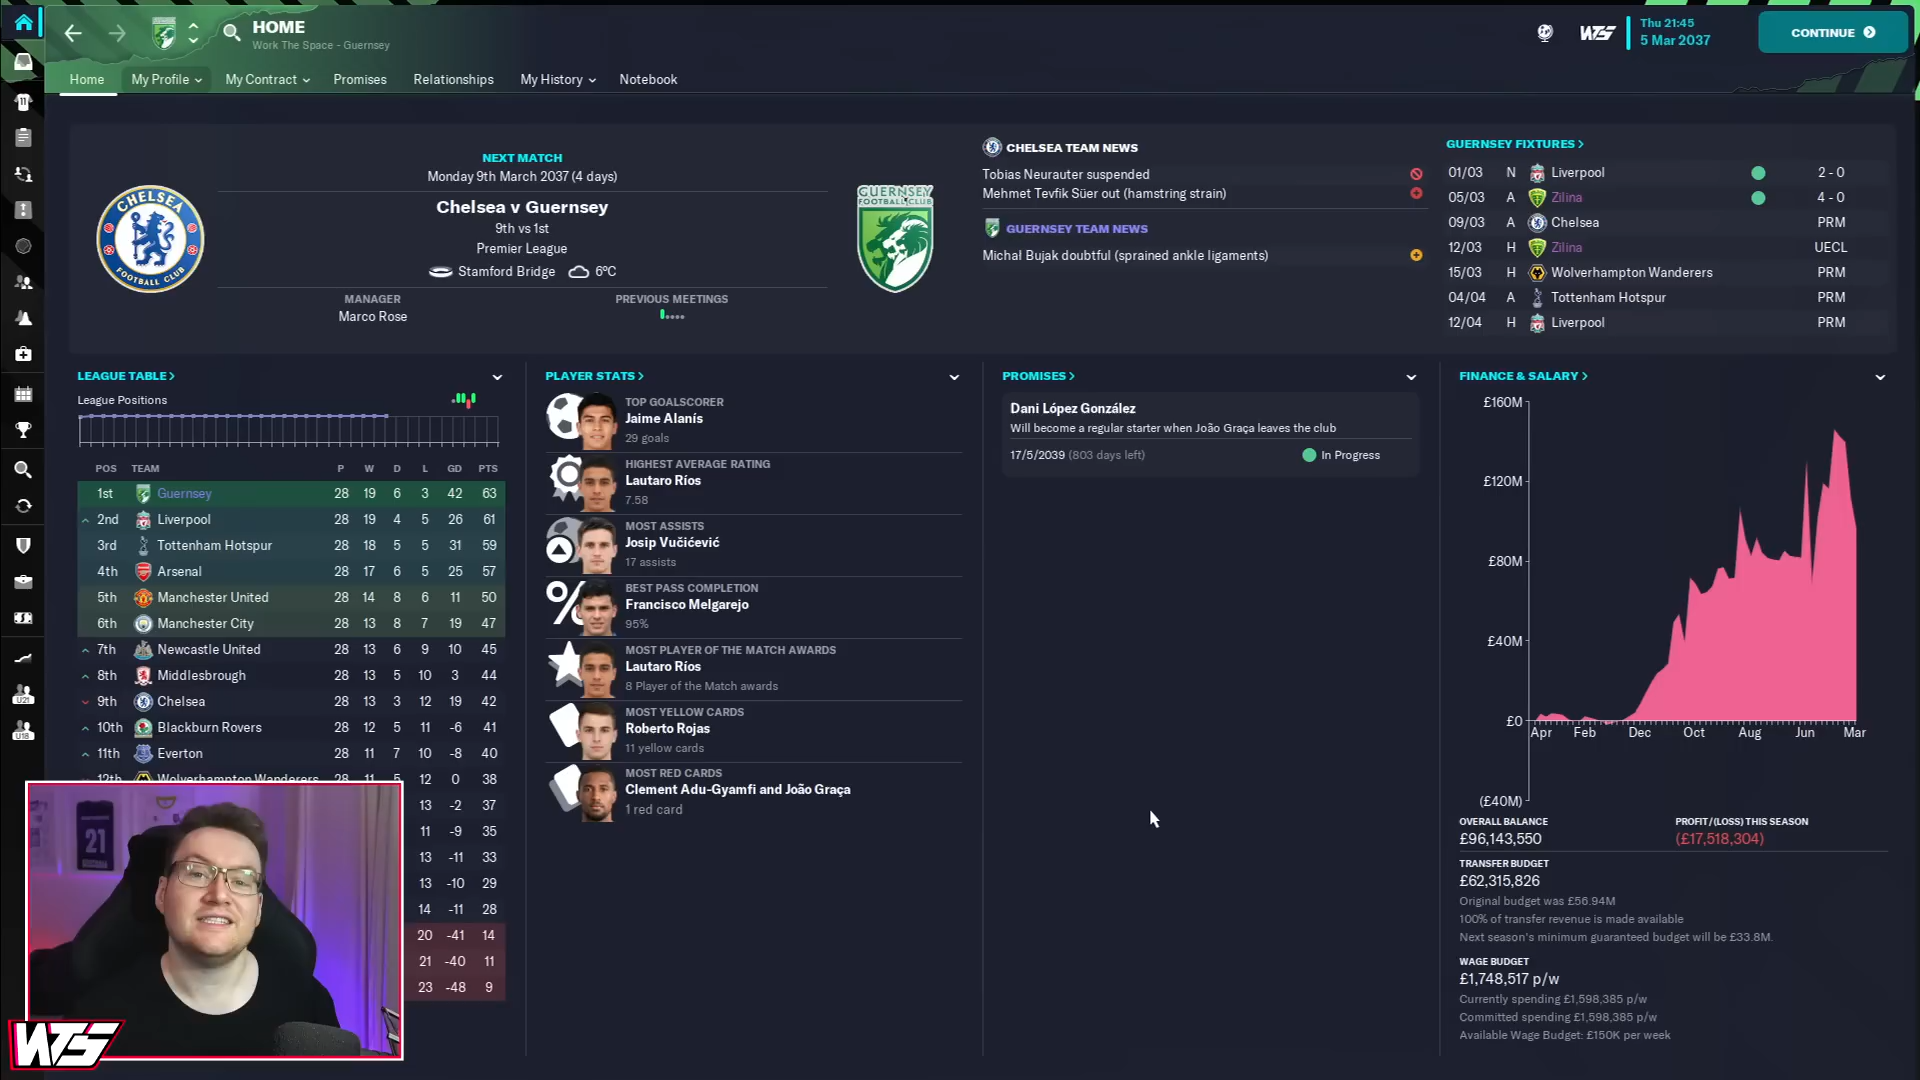 HOME
Work The Space - Guernsey
WTS
Thu 21:45
5 Mar 2037
CONTINUE
Home
My Profile
My Contract
Promises
Relationships
My History
Notebook
NEXT MATCH
Monday 9th March 2037 (4 days)
Chelsea v Guernsey
9th vs 1st
Premier League
Stamford Bridge
6ºC
MANAGER
Marco Rose
PREVIOUS MEETINGS
CHELSEA
FOOTBALL CLUB
GUERNSEY
FOOTBALL CLUB
CHELSEA TEAM NEWS
Tobias Neurauter suspended
Mehmet Tevfik Süer out (hamstring strain)
GUERNSEY TEAM NEWS
Michal Bujak doubtful (sprained ankle ligaments)
GUERNSEY FIXTURES >
01/03 N Liverpool 2 - 0
05/03 A Zilina 4 - 0
09/03 A Chelsea PRM
12/03 H Zilina UECL
15/03 H Wolverhampton Wanderers PRM
04/04 A Tottenham Hotspur PRM
12/04 H Liverpool PRM
LEAGUE TABLE >
League Positions
POS TEAM P W D L GD PTS
1st Guernsey 28 19 6 3 42 63
2nd Liverpool 28 19 4 5 26 61
3rd Tottenham Hotspur 28 18 5 5 31 59
4th Arsenal 28 17 6 5 25 57
5th Manchester United 28 14 8 6 11 50
6th Manchester City 28 13 8 7 19 47
7th Newcastle United 28 13 6 9 10 45
8th Middlesbrough 28 13 5 10 3 44
9th Chelsea 28 13 3 12 19 42
10th Blackburn Rovers 28 12 5 11 -6 41
11th Everton 28 11 7 10 -8 40
12th Wolverhampton Wanderers 28 11 5 12 0 38
13 -2 37
11 -9 35
13 -11 33
13 -10 29
14 -11 28
20 -41 14
21 -40 11
23 -48 9
PLAYER STATS >
TOP GOALSCORER
Jaime Alanís
29 goals
HIGHEST AVERAGE RATING
Lautaro Ríos
7.58
MOST ASSISTS
Josip Vučićević
17 assists
BEST PASS COMPLETION
Francisco Melgarejo
95%
MOST PLAYER OF THE MATCH AWARDS
Lautaro Ríos
8 Player of the Match awards
MOST YELLOW CARDS
Roberto Rojas
11 yellow cards
MOST RED CARDS
Clement Adu-Gyamfi and João Graça
1 red card
PROMISES >
Dani López González
Will become a regular starter when João Graça leaves the club
17/5/2039 (803 days left)
In Progress
FINANCE & SALARY >
£160M
£120M
£80M
£40M
£0
(£40M)
Apr Feb Dec Oct Aug Jun Mar
OVERALL BALANCE
£96,143,550
PROFIT/(LOSS) THIS SEASON
(£17,518,304)
TRANSFER BUDGET
£62,315,826
Original budget was £56.94M
100% of transfer revenue is made available
Next season's minimum guaranteed budget will be £33.8M.
WAGE BUDGET
£1,748,517 p/w
Currently spending £1,598,385 p/w
Committed spending £1,598,385 p/w
Available Wage Budget: £150K per week
11
U21
U18
21
WTS